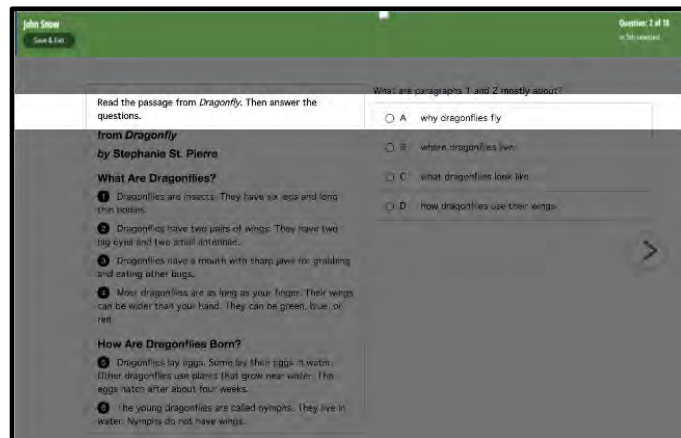 John Snow
Save & Exit
Question: 2 of 18
Read the passage from Dragonfly. Then answer the
questions.
from Dragonfly
by Stephanie St. Pierre
What Are Dragonflies?
1 Dragonflies are insects. They have six legs and long
thin bodies.
2 Dragonflies have two pairs of wings. They have two
big eyes and two small antennae.
3 Dragonflies have a mouth with sharp jaws for grabbing
and eating other bugs.
4 Most dragonflies are as long as your finger. Their wings
can be wider than your hand. They can be green, blue, or
red.
How Are Dragonflies Born?
5 Dragonflies lay eggs. Some lay their eggs in water.
Other dragonflies use plants that grow near water. The
eggs hatch after about four weeks.
6 The young dragonflies are called nymphs. They live in
water. Nymphs do not have wings.
What are paragraphs 1 and 2 mostly about?
A why dragonflies fly
B where dragonflies live
C what dragonflies look like
D how dragonflies use their wings